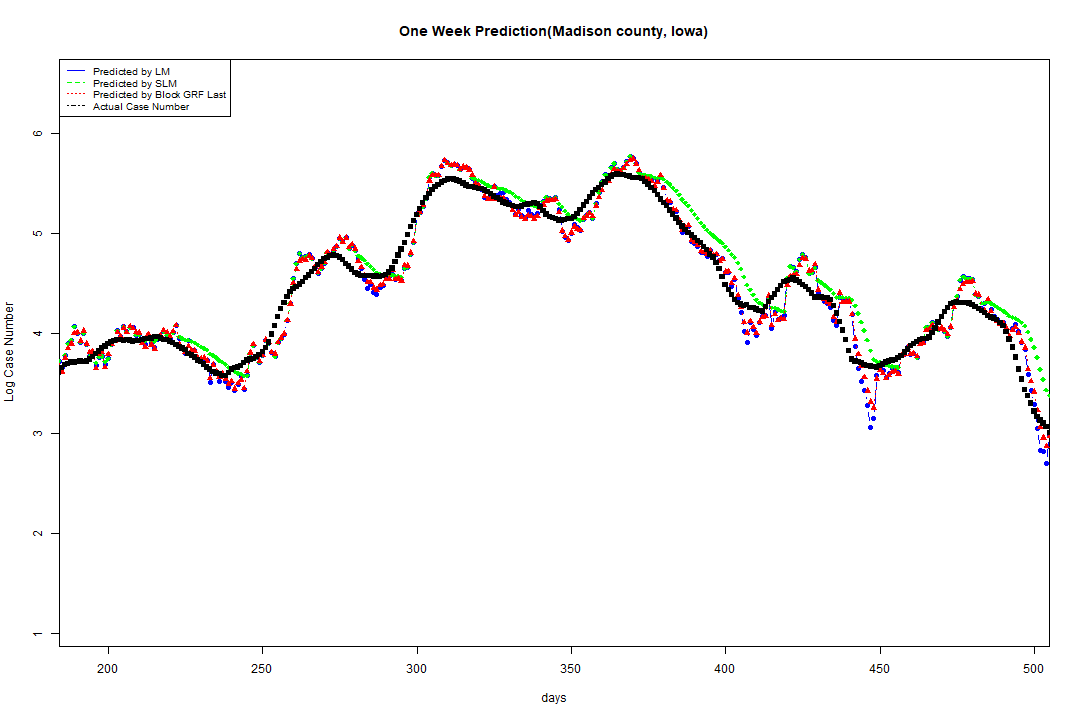 One Week Prediction(Madison county, Iowa)
Predicted by LM
Predicted by SLM
Predicted by Block GRF Last
Actual Case Number
6
5
4
3
2
1
Log Case Number
200 250 300 350 400 450 500
days